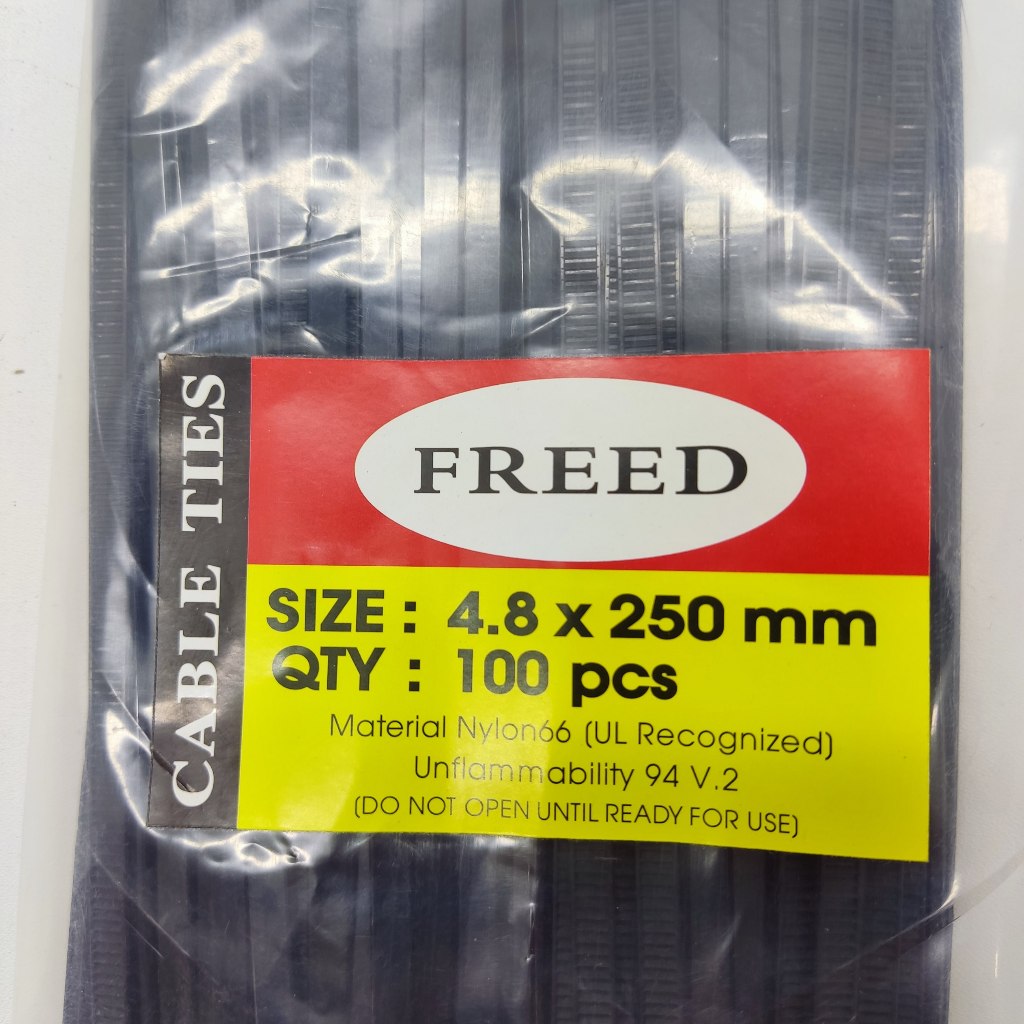 CABLE TIES
FREED
SIZE : 4.8 x 250 mm
QTY : 100 pcs
Material Nylon66 (UL Recognized)
Unflammability 94 V.2
(DO NOT OPEN UNTIL READY FOR USE)